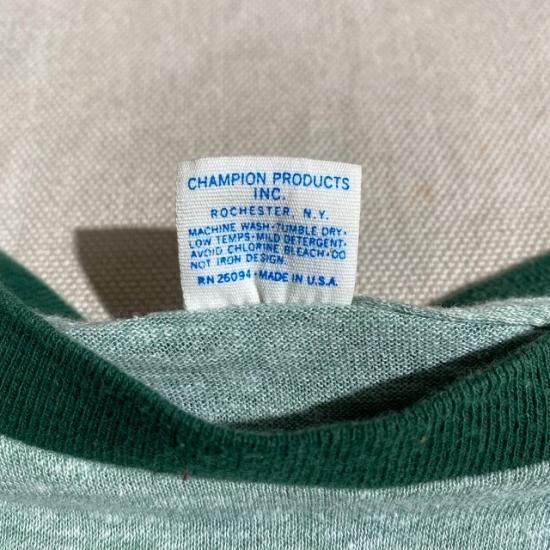 CHAMPION PRODUCTS
INC.
ROCHESTER, N.Y.
MACHINE WASH·TUMBLE DRY·
LOW TEMPS·MILD DETERGENT·
AVOID CHLORINE BLEACH·DO
NOT IRON DESIGN.
RN 26094·MADE IN U.S.A.